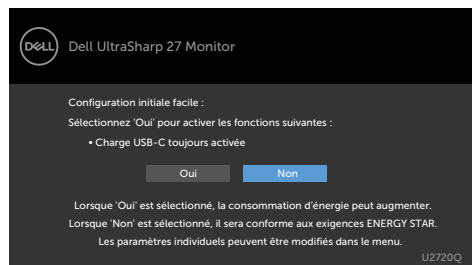 DELL
Dell UltraSharp 27 Monitor
Configuration initiale facile :
Sélectionnez 'Oui' pour activer les fonctions suivantes :
• Charge USB-C toujours activée
Oui Non
Lorsque 'Oui' est sélectionné, la consommation d'énergie peut augmenter.
Lorsque 'Non' est sélectionné, il sera conforme aux exigences ENERGY STAR.
Les paramètres individuels peuvent être modifiés dans le menu.
U2720Q